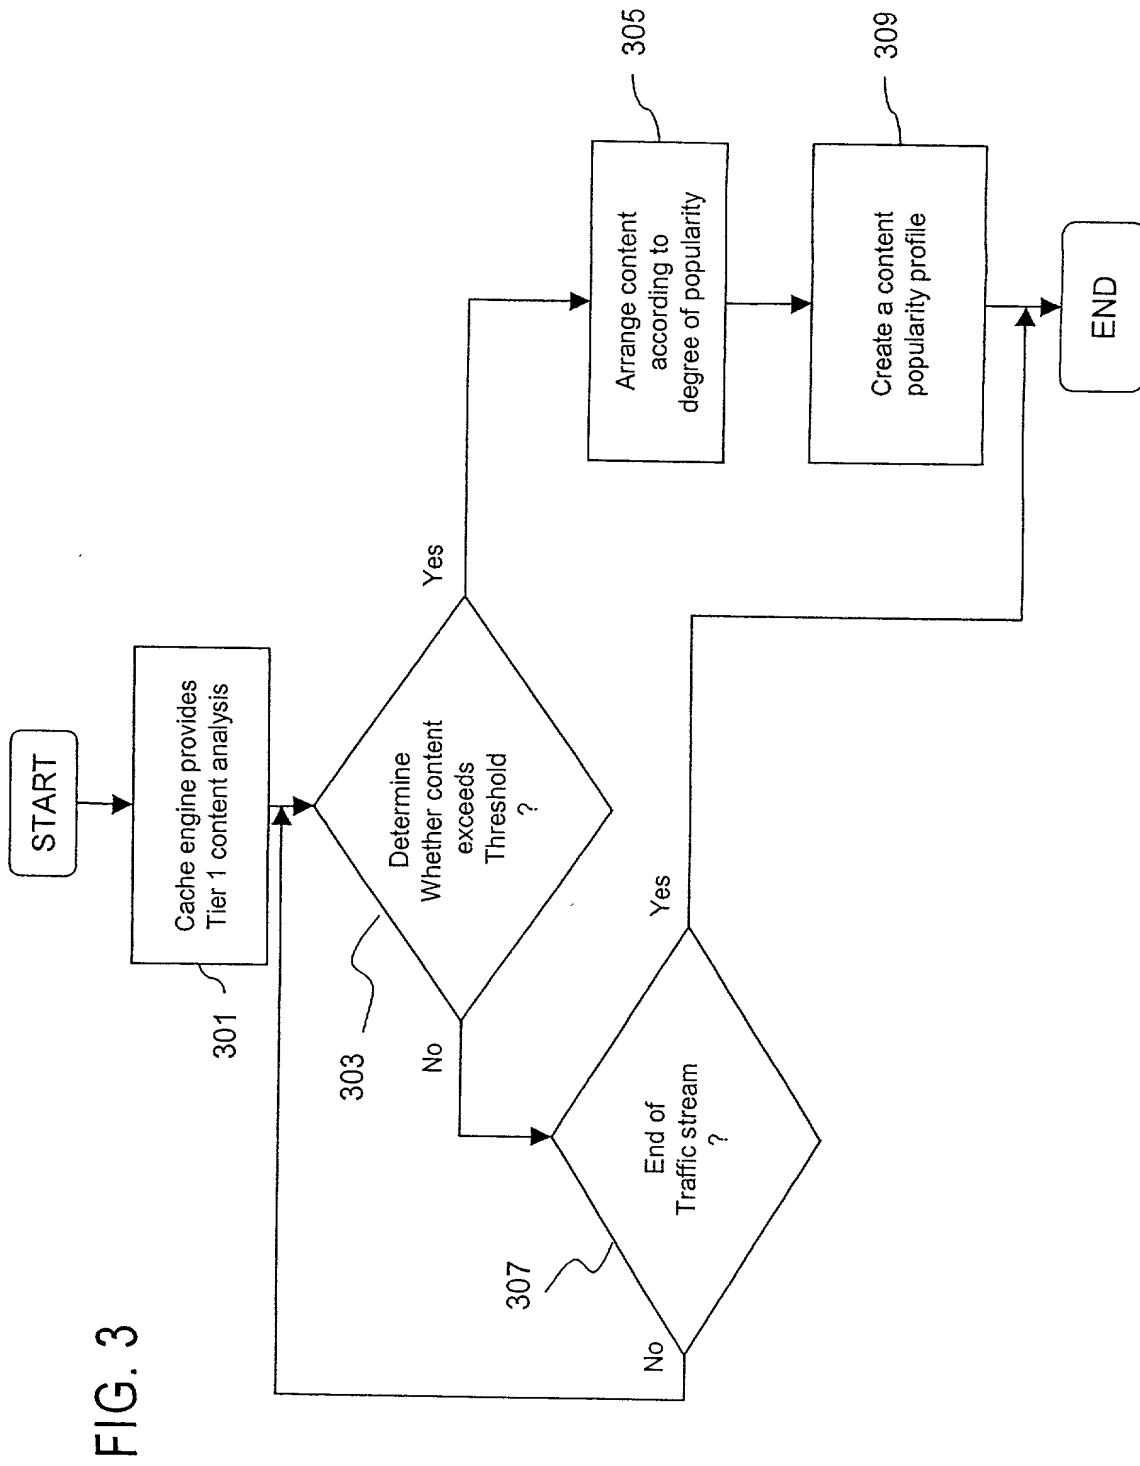 FIG. 3
START
Cache engine provides
Tier 1 content analysis
301
Determine
Whether content
exceeds
Threshold
?
303
Yes
No
Arrange content
according to
degree of popularity
305
End of
Traffic stream
?
307
Yes
No
Create a content
popularity profile
309
END